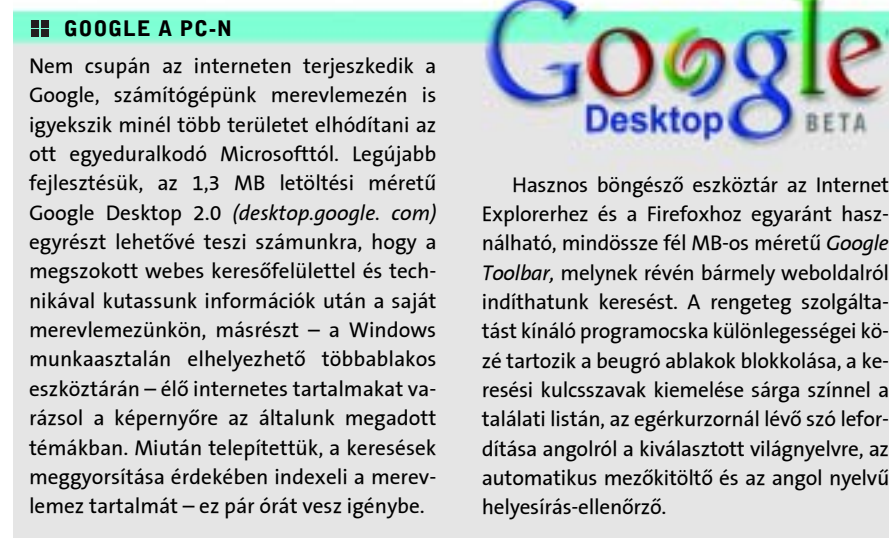 GOOGLE A PC-N
Nem csupán az interneten terjeszkedik a
Google, számítógépünk merevlemezén is
igyekszik minél több területet elhódítani az
ott egyeduralkodó Microsofttól. Legújabb
fejlesztésük, az 1,3 MB letöltési méretű
Google Desktop 2.0 (desktop.google. com)
egyrészt lehetővé teszi számunkra, hogy a
megszokott webes keresőfelülettel és tech-
nikával kutassunk információk után a saját
merevlemezünkön, másrészt – a Windows
munkaasztalán elhelyezhető többablakos
eszköztárán – élő internetes tartalmakat va-
rázsol a képernyőre az általunk megadott
témákban. Miután telepítettük, a keresések
meggyorsítása érdekében indexeli a merev-
lemez tartalmát – ez pár órát vesz igénybe.
Google
Desktop BETA
Hasznos böngésző eszköztár az Internet
Explorerhez és a Firefoxhoz egyaránt hasz-
nálható, mindössze fél MB-os méretű Google
Toolbar, melynek révén bármely weboldalról
indíthatunk keresést. A rengeteg szolgálta-
tást kínáló programocska különlegességei kö-
zé tartozik a beugró ablakok blokkolása, a ke-
resési kulcsszavak kiemelése sárga színnel a
találati listán, az egérkurzornál lévő szó lefor-
dítása angolról a kiválasztott világnyelvre, az
automatikus mezőkitöltő és az angol nyelvű
helyesírás-ellenőrző.